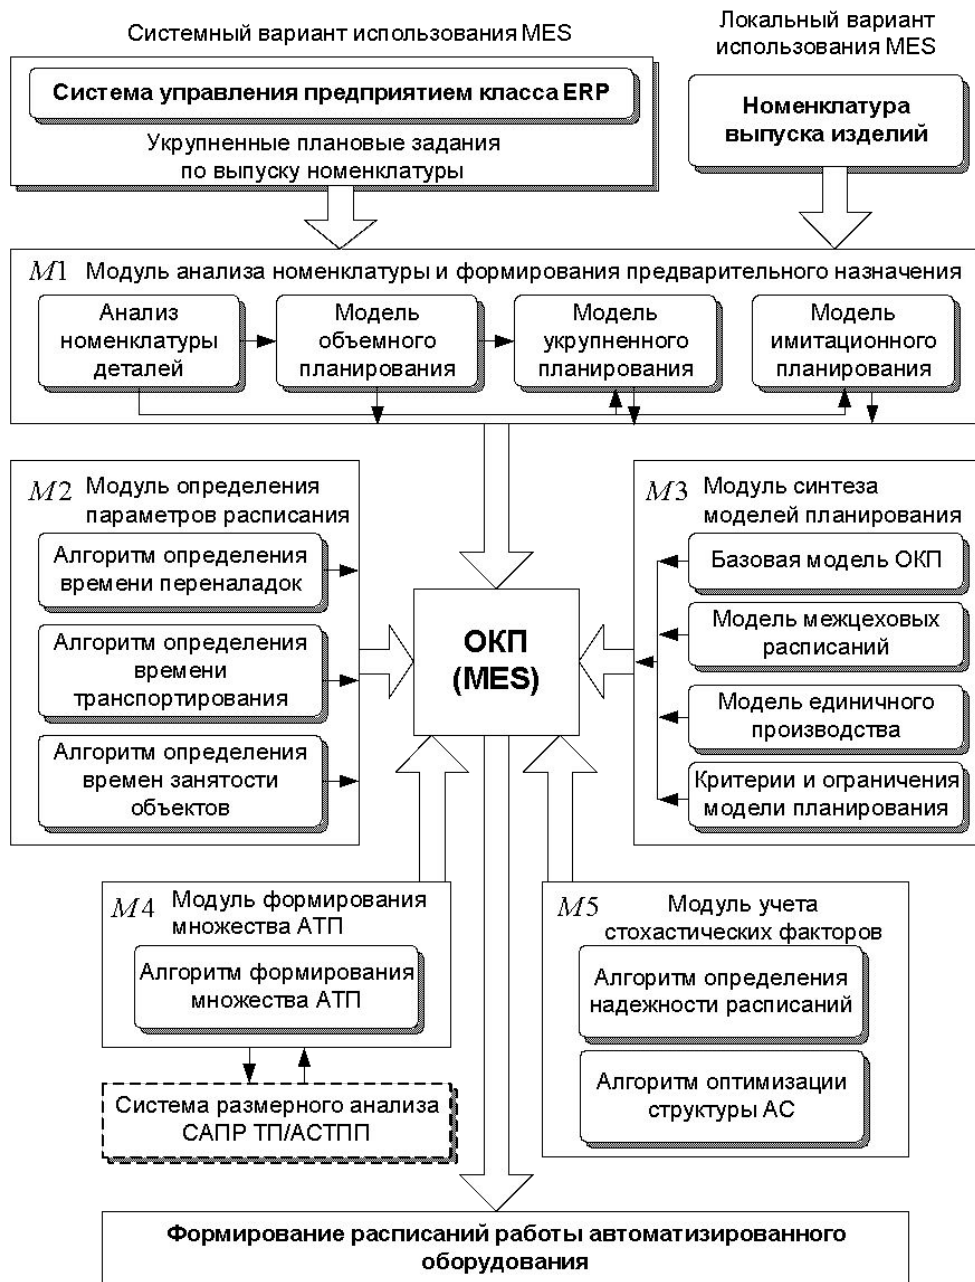 Системный вариант использования MES
Локальный вариант
использования MES
Система управления предприятием класса ERP
Укрупненные плановые задания
по выпуску номенклатуры
Номенклатура
выпуска изделий
M1 Модуль анализа номенклатуры и формирования предварительного назначения
Анализ
номенклатуры
деталей
Модель
объемного
планирования
Модель
укрупненного
планирования
Модель
имитационного
планирования
M2 Модуль определения
параметров расписания
Алгоритм определения
времени переналадок
Алгоритм определения
времени
транспортирования
Алгоритм определения
времен занятости
объектов
ОКП
(MES)
M3 Модуль синтеза
моделей планирования
Базовая модель ОКП
Модель межцеховых
расписаний
Модель единичного
производства
Критерии и ограничения
модели планирования
M4 Модуль формирования
множества АТП
Алгоритм формирования
множества АТП
Система размерного анализа
САПР ТП/АСТПП
M5 Модуль учета
стохастических факторов
Алгоритм определения
надежности расписаний
Алгоритм оптимизации
структуры АС
Формирование расписаний работы автоматизированного
оборудования